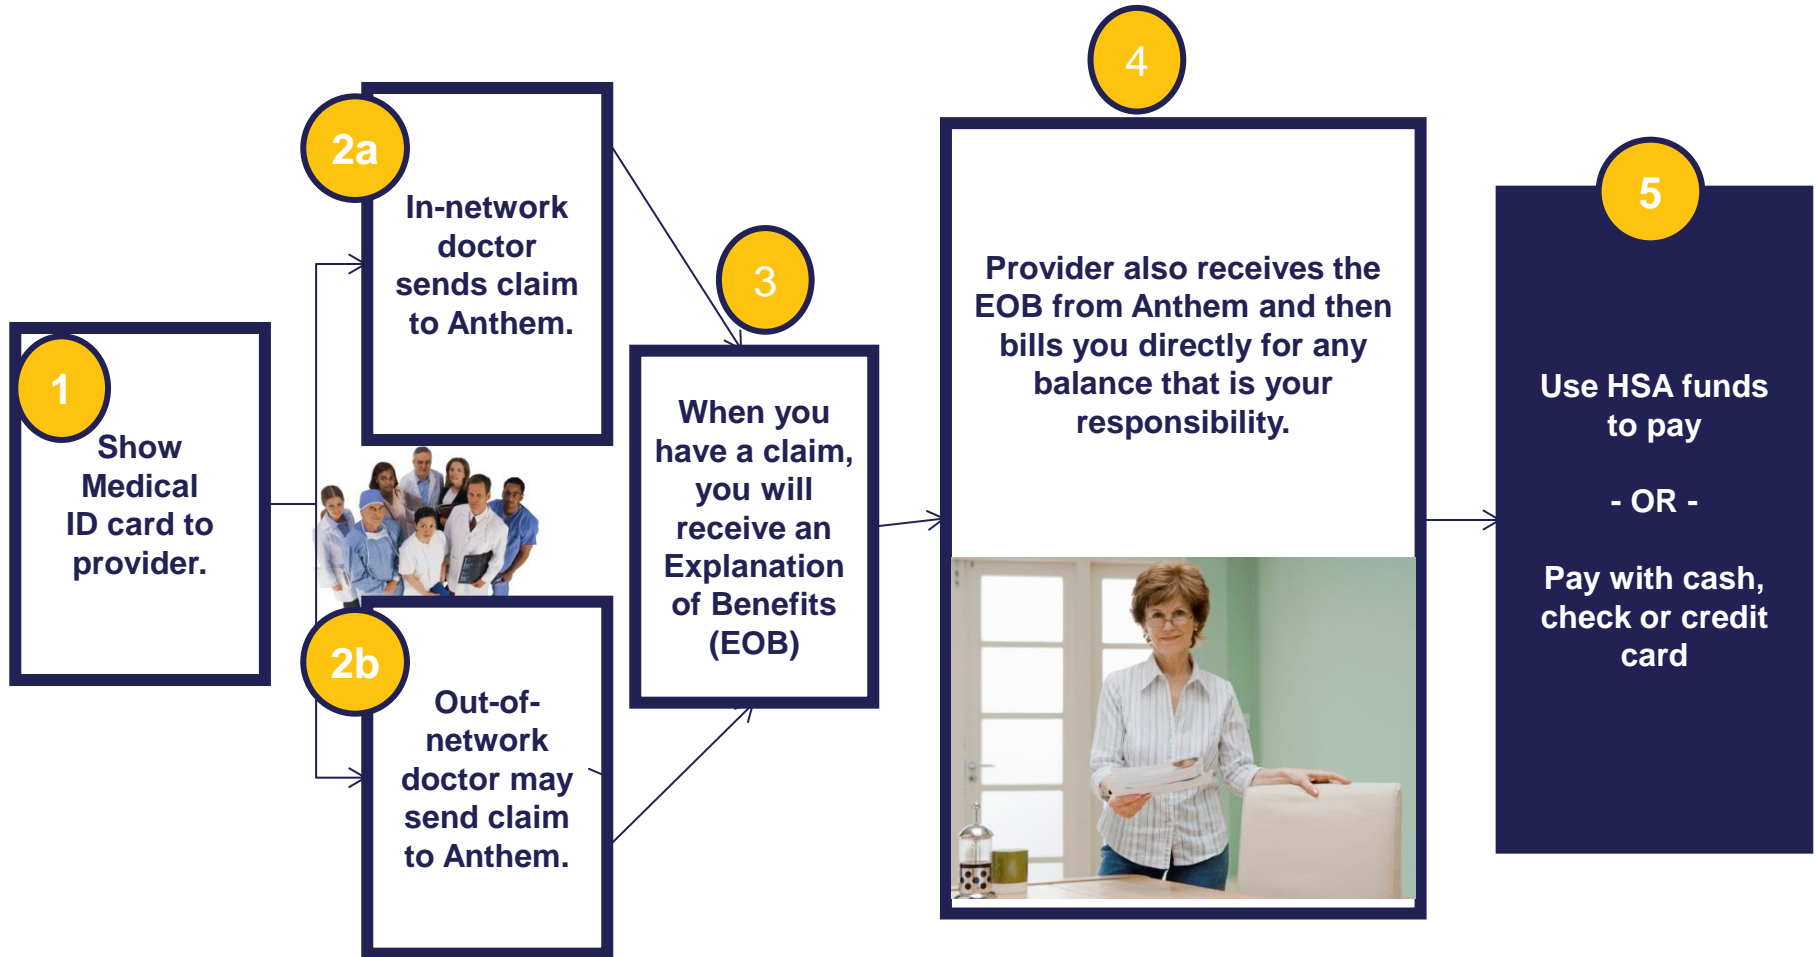 1
Show
Medical
ID card to
provider.
2a
In-network
doctor
sends claim
to Anthem.
2b
Out-of-
network
doctor may
send claim
to Anthem.
3
When you
have a claim,
you will
receive an
Explanation
of Benefits
(EOB)
4
Provider also receives the
EOB from Anthem and then
bills you directly for any
balance that is your
responsibility.
5
Use HSA funds
to pay
- OR -
Pay with cash,
check or credit
card